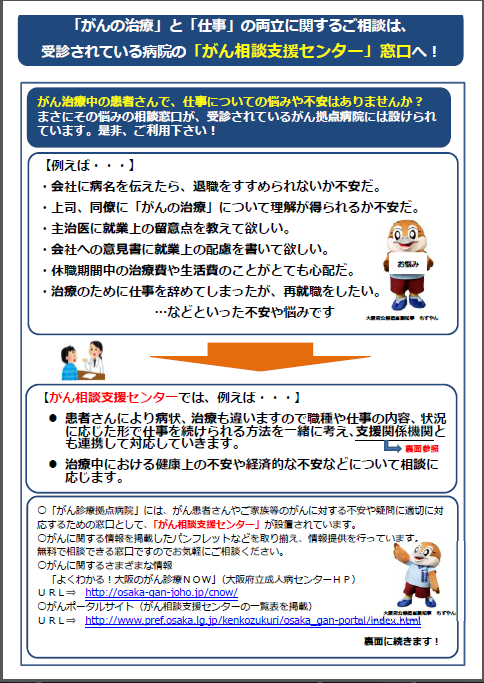 「がんの治療」と「仕事」の両立に関するご相談は、
受診されている病院の「がん相談支援センター」窓口へ！
がん治療中の患者さんで、仕事についての悩みや不安はありませんか？
まさにその悩みの相談窓口が、受診されているがん拠点病院には設けられ
ています。是非、ご利用下さい！
【例えば・・・】
・会社に病名を伝えたら、退職をすすめられないか不安だ。
・上司、同僚に「がんの治療」について理解が得られるか不安だ。
・主治医に就業上の留意点を教えて欲しい。
・会社への意見書に就業上の配慮を書いて欲しい。
・休職期間中の治療費や生活費のことがとても心配だ。
・治療のために仕事を辞めてしまったが、再就職をしたい。
…などといった不安や悩みです
お悩み
大阪府広報担当副知事 もずやん
【がん相談支援センターでは、例えば・・・】
● 患者さんにより病状、治療も違いますので職種や仕事の内容、状況
に応じた形で仕事を続けられる方法を一緒に考え、支援関係機関と
も連携して対応していきます。
裏面参照
● 治療中における健康上の不安や経済的な不安などについて相談に
応じます。
○「がん診療拠点病院」には、がん患者さんやご家族等のがんに対する不安や疑問に適切に対
応するための窓口として、「がん相談支援センター」が設置されています。
○がんに関する情報を掲載したパンフレットなどを取り揃え、情報提供を行っています。
無料で相談できる窓口ですのでお気軽にご相談ください。
○がんに関するさまざまな情報
「よくわかる！大阪のがん診療ＮＯＷ」（大阪府立成人病センターＨＰ）
ＵＲＬ⇒ http://osaka-gan-joho.jp/cnow/
○がんポータルサイト（がん相談支援センターの一覧表を掲載）
ＵＲＬ⇒ http://www.pref.osaka.lg.jp/kenkozukuri/osaka_gan-portal/index.html
大阪府広報担当副知事 もずやん
裏面に続きます！